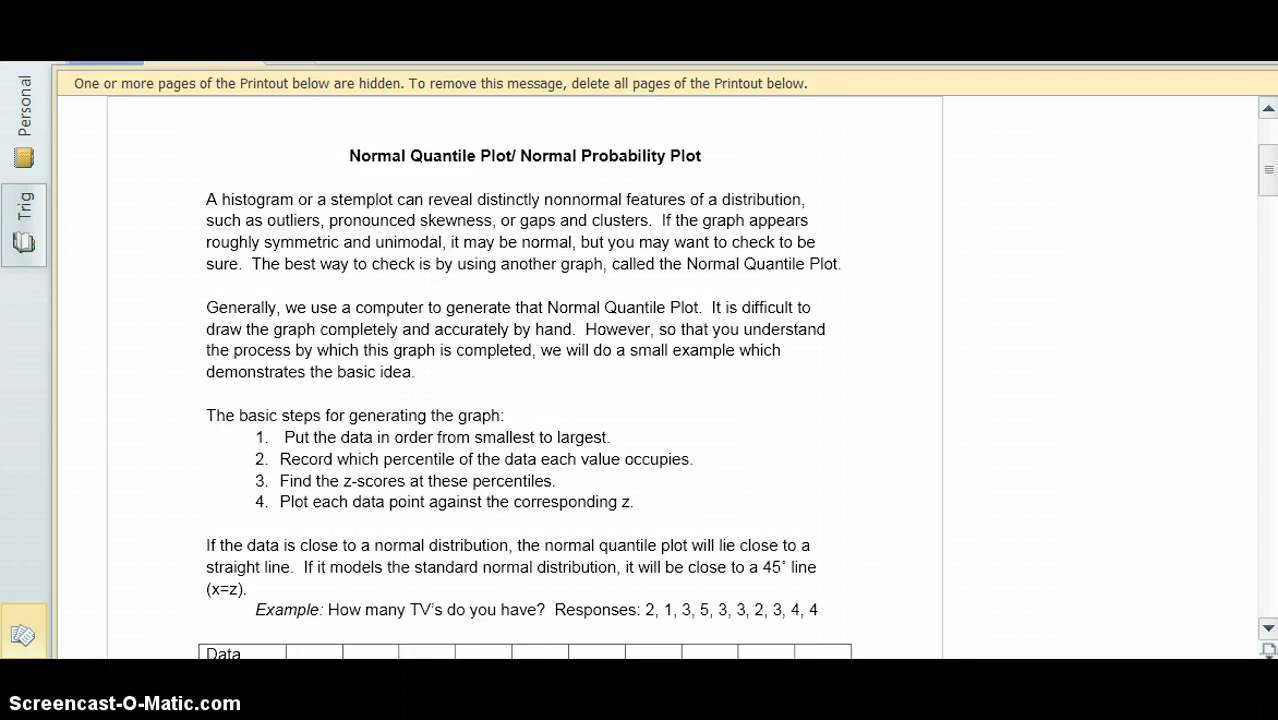 One or more pages of the Printout below are hidden. To remove this message, delete all pages of the Printout below.
Personal
Trig
Normal Quantile Plot/ Normal Probability Plot
A histogram or a stemplot can reveal distinctly nonnormal features of a distribution,
such as outliers, pronounced skewness, or gaps and clusters.  If the graph appears
roughly symmetric and unimodal, it may be normal, but you may want to check to be
sure.  The best way to check is by using another graph, called the Normal Quantile Plot.
Generally, we use a computer to generate that Normal Quantile Plot.  It is difficult to
draw the graph completely and accurately by hand.  However, so that you understand
the process by which this graph is completed, we will do a small example which
demonstrates the basic idea.
The basic steps for generating the graph:
1. Put the data in order from smallest to largest.
2. Record which percentile of the data each value occupies.
3. Find the z-scores at these percentiles.
4. Plot each data point against the corresponding z.
If the data is close to a normal distribution, the normal quantile plot will lie close to a
straight line.  If it models the standard normal distribution, it will be close to a 45˚ line
(x=z).
Example: How many TV's do you have?  Responses: 2, 1, 3, 5, 3, 3, 2, 3, 4, 4
Data
Screencast-O-Matic.com